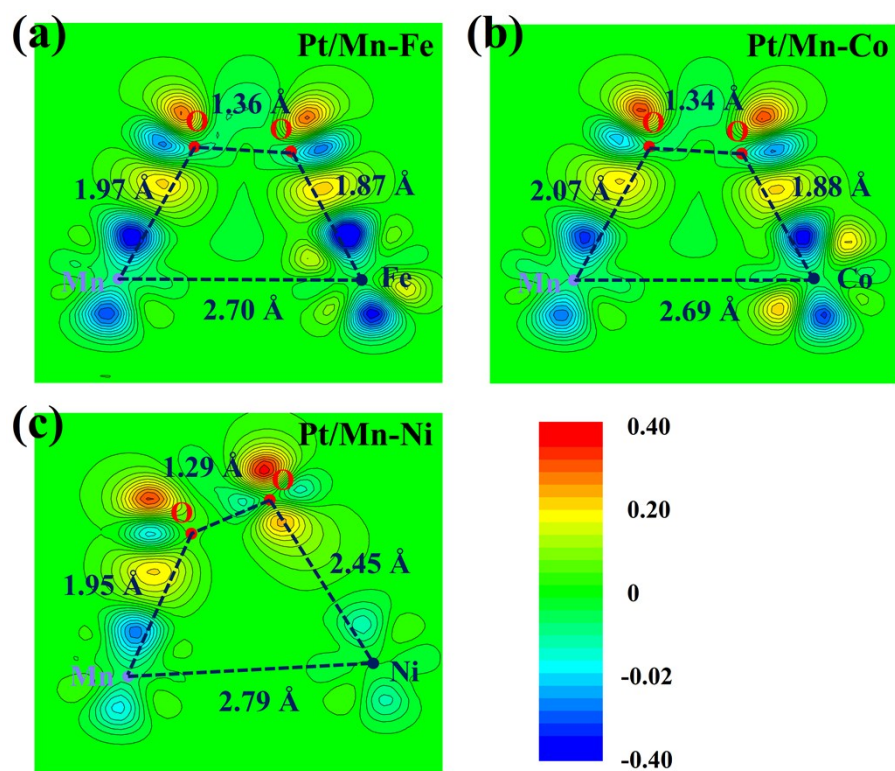 (a) Pt/Mn-Fe
1.36 Å
O O
1.97 Å 1.87 Å
Mn Fe
2.70 Å
(b) Pt/Mn-Co
1.34 Å
O O
2.07 Å 1.88 Å
Mn Co
2.69 Å
(c) Pt/Mn-Ni
1.29 Å
O
O
1.95 Å 2.45 Å
Mn Ni
2.79 Å
0.40
0.20
0
-0.02
-0.40